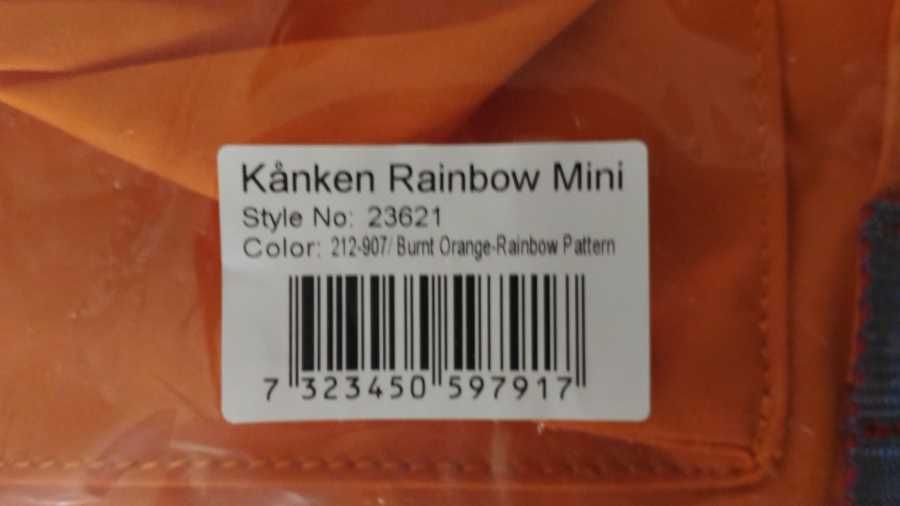 Kånken Rainbow Mini
Style No: 23621
Color: 212-907/ Burnt Orange-Rainbow Pattern
7 323450 597917